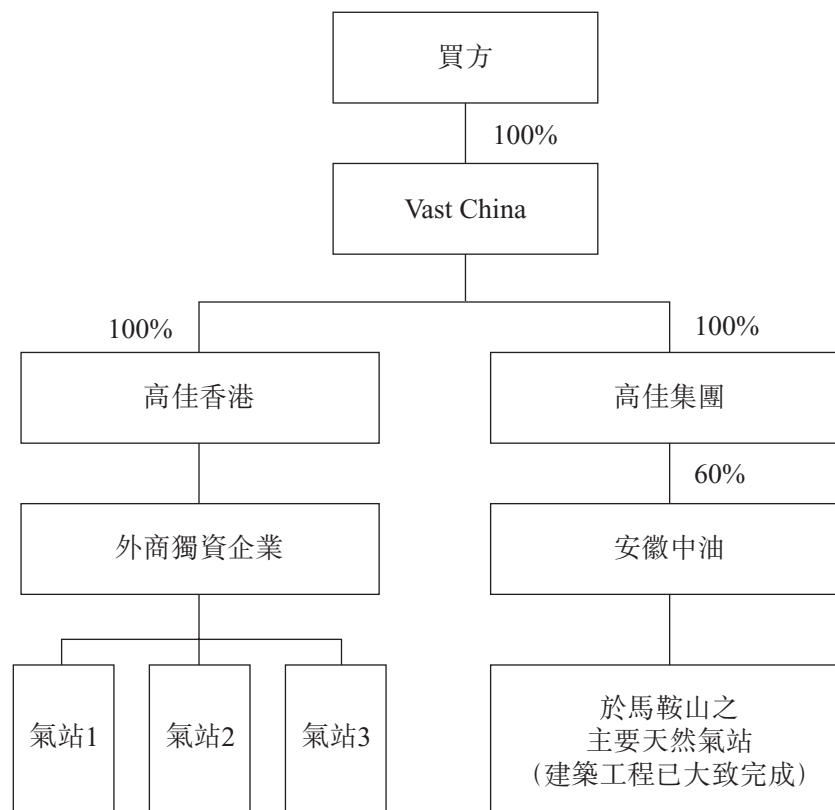 買方
100%
Vast China
100%
100%
高佳香港
高佳集團
60%
外商獨資企業
安徽中油
氣站1
氣站2
氣站3
於馬鞍山之
主要天然氣站
（建築工程已大致完成）